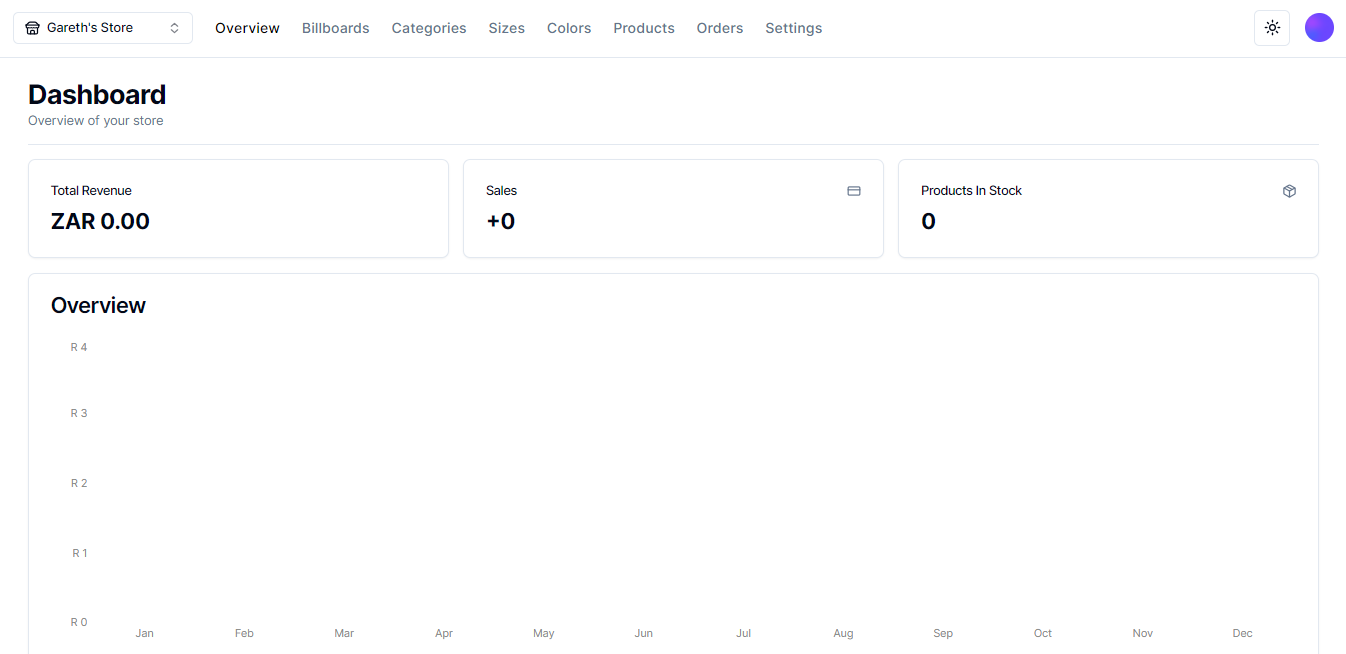 Gareth's Store Overview Billboards Categories Sizes Colors Products Orders Settings
Dashboard
Overview of your store
Total Revenue
ZAR 0.00
Sales
+0
Products In Stock
0
Overview
R 4
R 3
R 2
R 1
R 0
Jan Feb Mar Apr May Jun Jul Aug Sep Oct Nov Dec